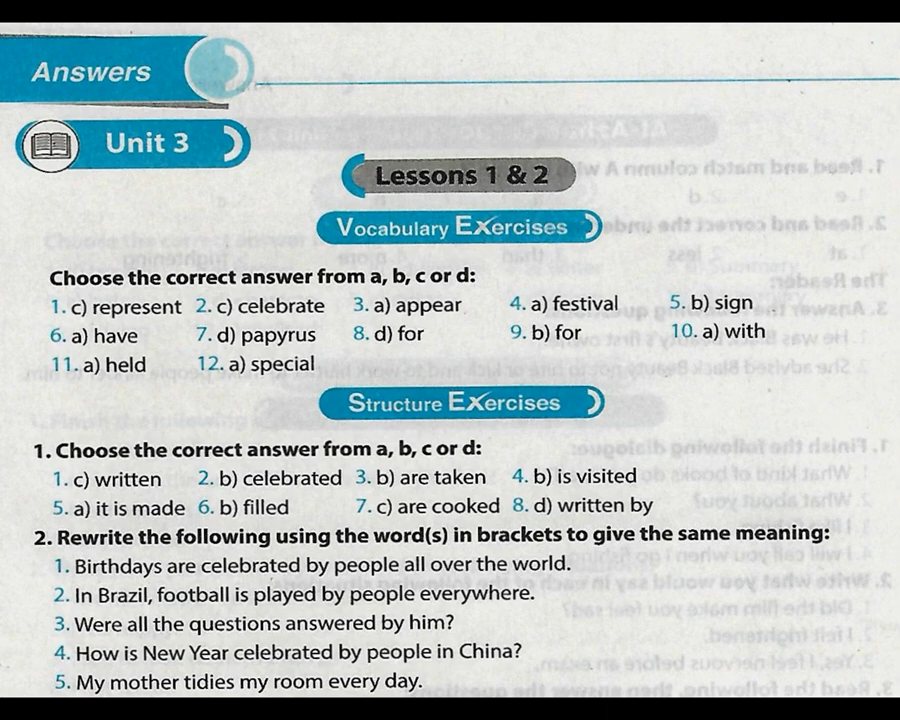 Answers
Unit 3
Lessons 1 & 2
Vocabulary EXercises
Choose the correct answer from a, b, c or d:
1. c) represent 2. c) celebrate 3. a) appear 4. a) festival 5. b) sign
6. a) have 7. d) papyrus 8. d) for 9. b) for 10. a) with
11. a) held 12. a) special
Structure EXercises
1. Choose the correct answer from a, b, c or d:
1. c) written 2. b) celebrated 3. b) are taken 4. b) is visited
5. a) it is made 6. b) filled 7. c) are cooked 8. d) written by
2. Rewrite the following using the word(s) in brackets to give the same meaning:
1. Birthdays are celebrated by people all over the world.
2. In Brazil, football is played by people everywhere.
3. Were all the questions answered by him?
4. How is New Year celebrated by people in China?
5. My mother tidies my room every day.